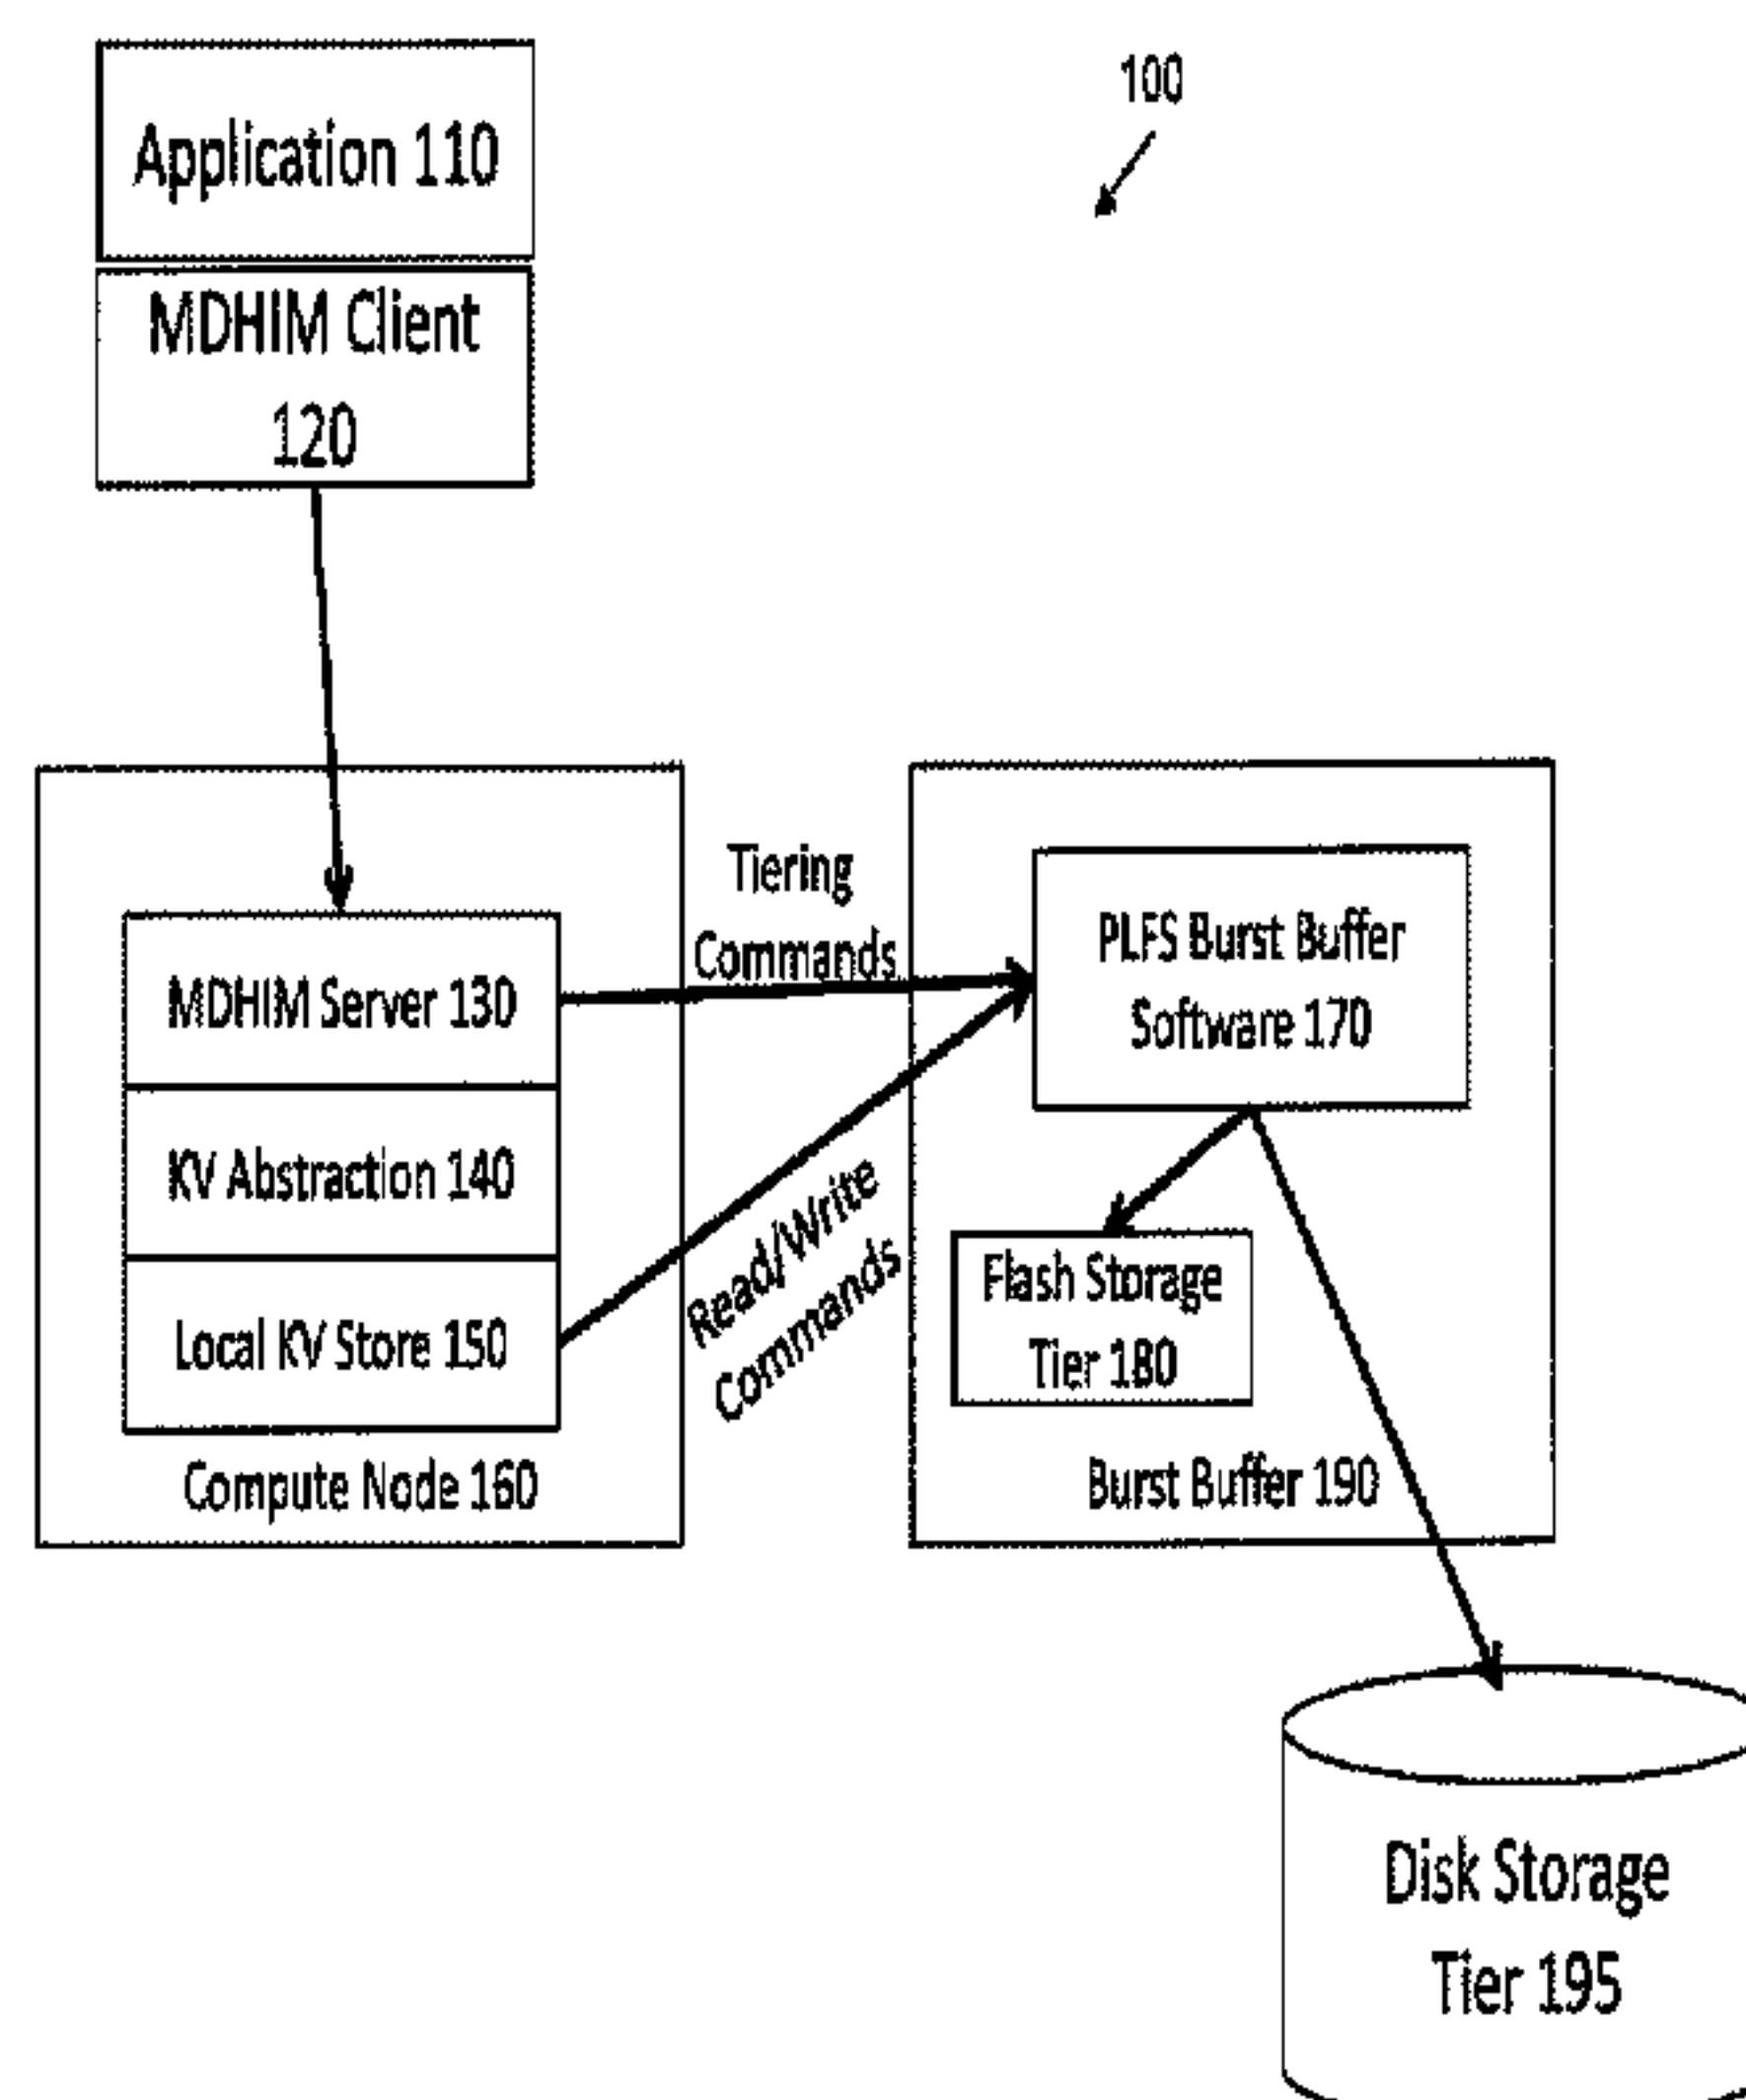 100
Application 110
MDHIM Client
120
Tiering
Commands
MDHIM Server 130
KV Abstraction 140
Local KV Store 150
Compute Node 160
Read/Write
Commands
PLFS Burst Buffer
Software 170
Flash Storage
Tier 180
Burst Buffer 190
Disk Storage
Tier 195